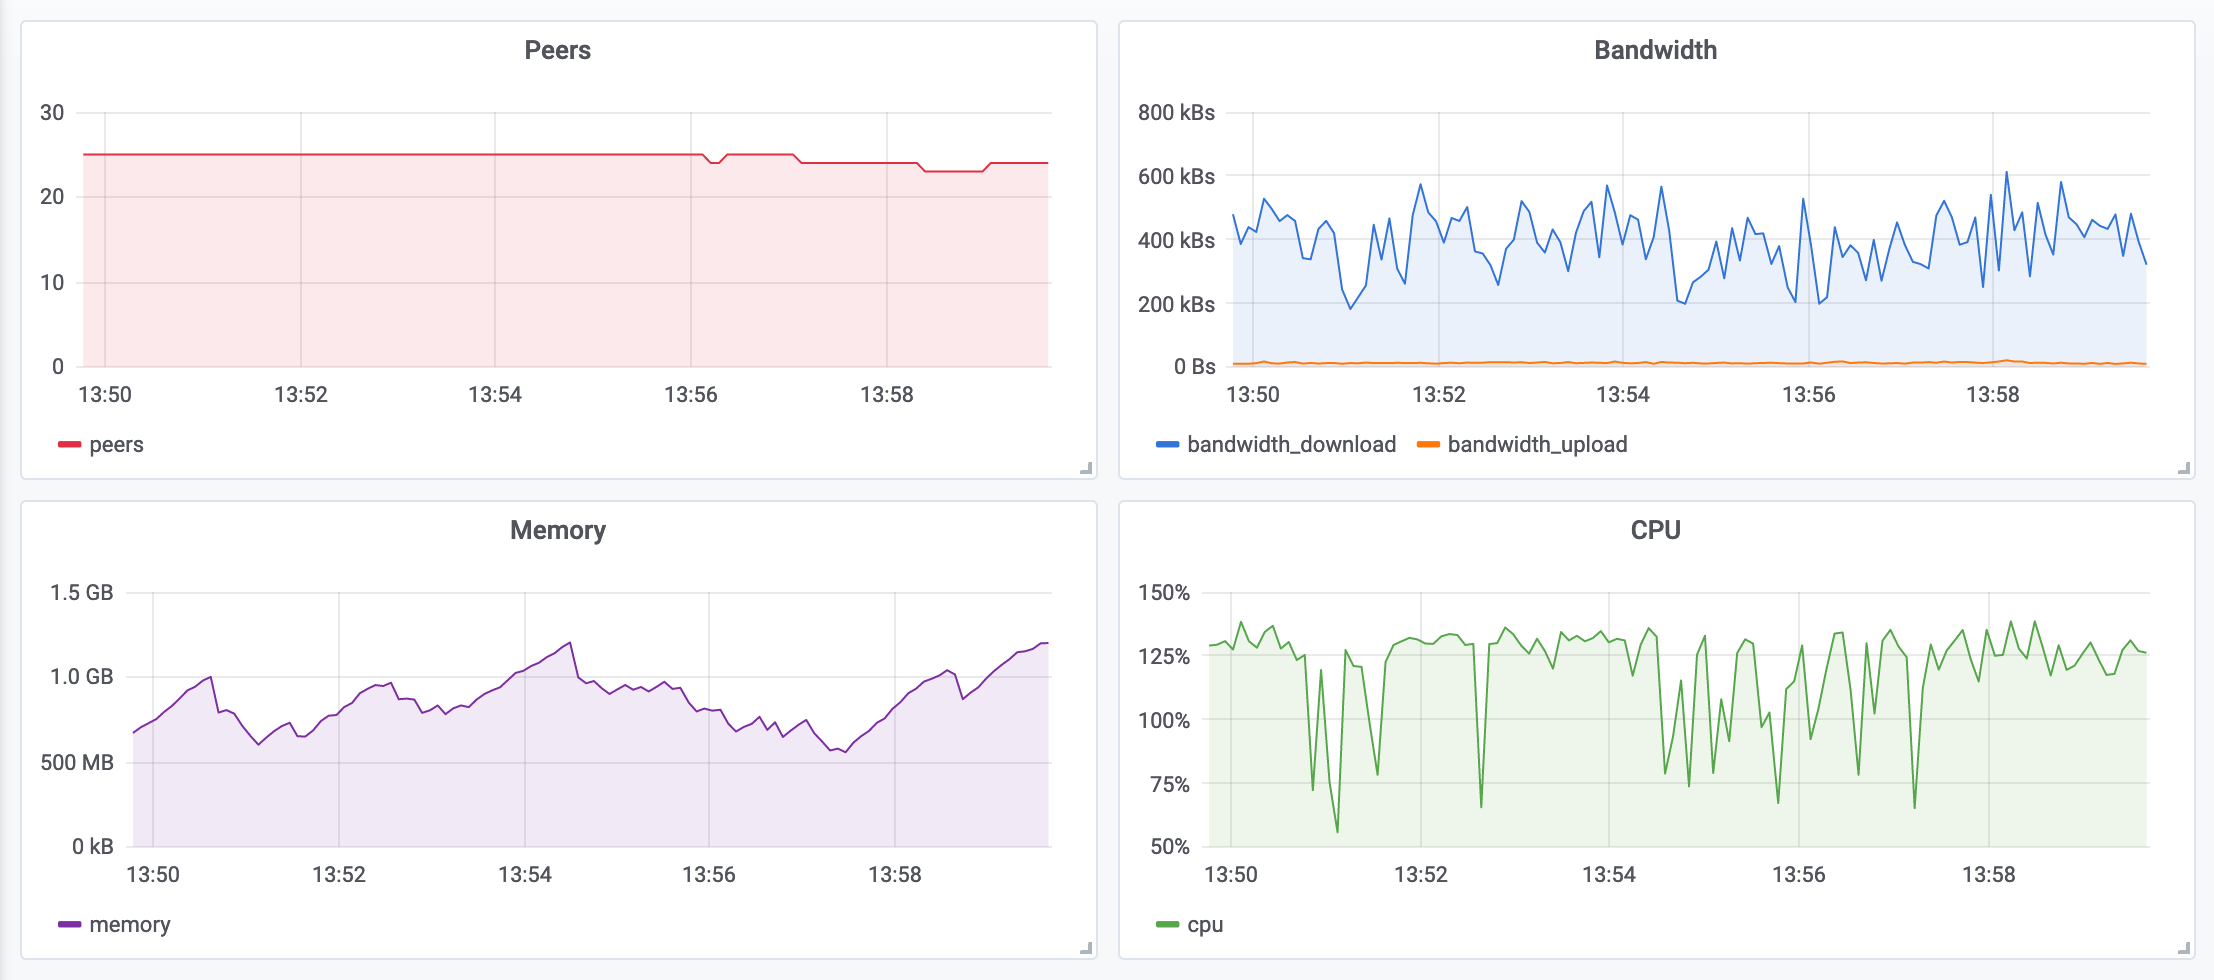 Peers
30
20
10
0
13:50 13:52 13:54 13:56 13:58
peers
Bandwidth
800 kBs
600 kBs
400 kBs
200 kBs
0 Bs
13:50 13:52 13:54 13:56 13:58
bandwidth_download bandwidth_upload
Memory
1.5 GB
1.0 GB
500 MB
0 kB
13:50 13:52 13:54 13:56 13:58
memory
CPU
150%
125%
100%
75%
50%
13:50 13:52 13:54 13:56 13:58
cpu